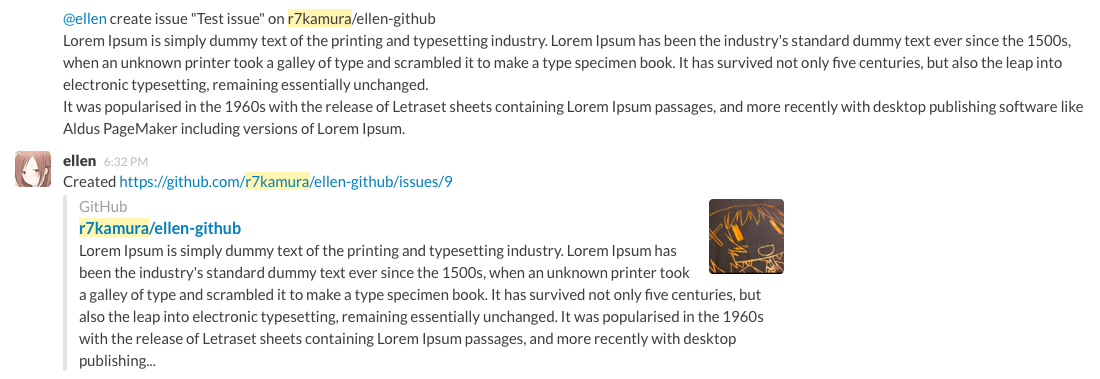 @ellen create issue "Test issue" on r7kamura/ellen-github
Lorem Ipsum is simply dummy text of the printing and typesetting industry. Lorem Ipsum has been the industry's standard dummy text ever since the 1500s,
when an unknown printer took a galley of type and scrambled it to make a type specimen book. It has survived not only five centuries, but also the leap into
electronic typesetting, remaining essentially unchanged.
It was popularised in the 1960s with the release of Letraset sheets containing Lorem Ipsum passages, and more recently with desktop publishing software like
Aldus PageMaker including versions of Lorem Ipsum.
ellen 6:32 PM
Created https://github.com/r7kamura/ellen-github/issues/9
GitHub
r7kamura/ellen-github
Lorem Ipsum is simply dummy text of the printing and typesetting industry. Lorem Ipsum has
been the industry's standard dummy text ever since the 1500s, when an unknown printer took
a galley of type and scrambled it to make a type specimen book. It has survived not only five centuries, but
also the leap into electronic typesetting, remaining essentially unchanged. It was popularised in the 1960s
with the release of Letraset sheets containing Lorem Ipsum passages, and more recently with desktop
publishing...